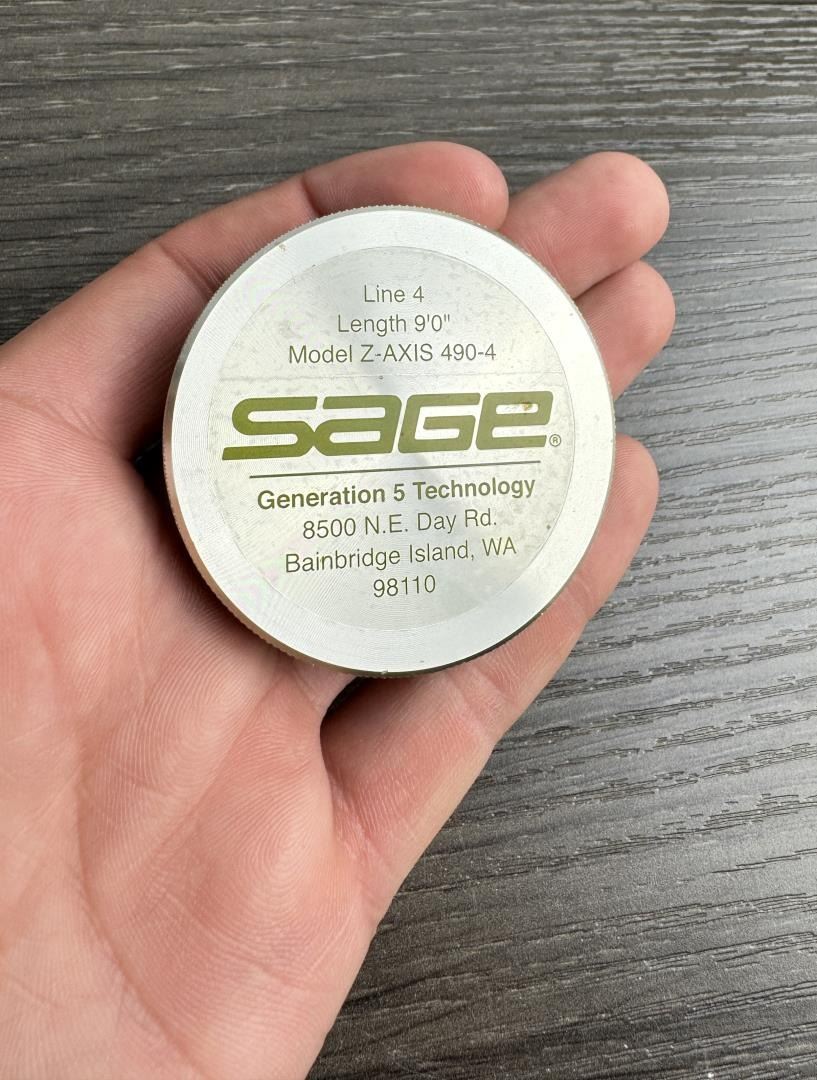 Line 4
Length 9'0"
Model Z-AXIS 490-4
SAGE®
Generation 5 Technology
8500 N.E. Day Rd.
Bainbridge Island, WA
98110